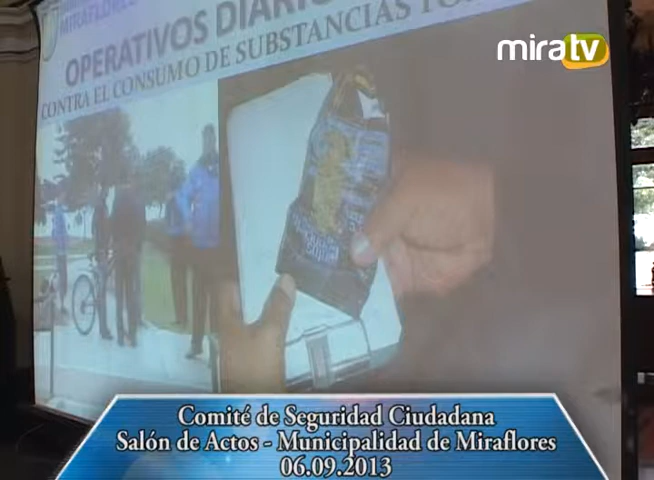 MIRAFLORES
OPERATIVOS DIARIO
CONTRA EL CONSUMO DE SUBSTANCIAS
miratv
Comité de Seguridad Ciudadana
Salón de Actos - Municipalidad de Miraflores
06.09.2013